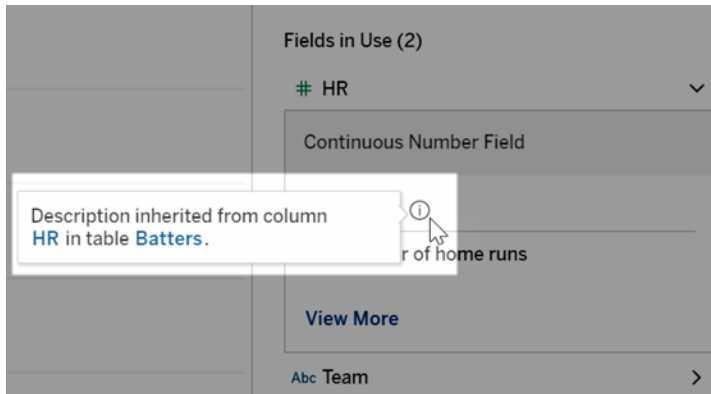 Fields in Use (2)
# HR
Continuous Number Field
Description inherited from column
HR in table Batters.
of home runs
View More
Abc Team